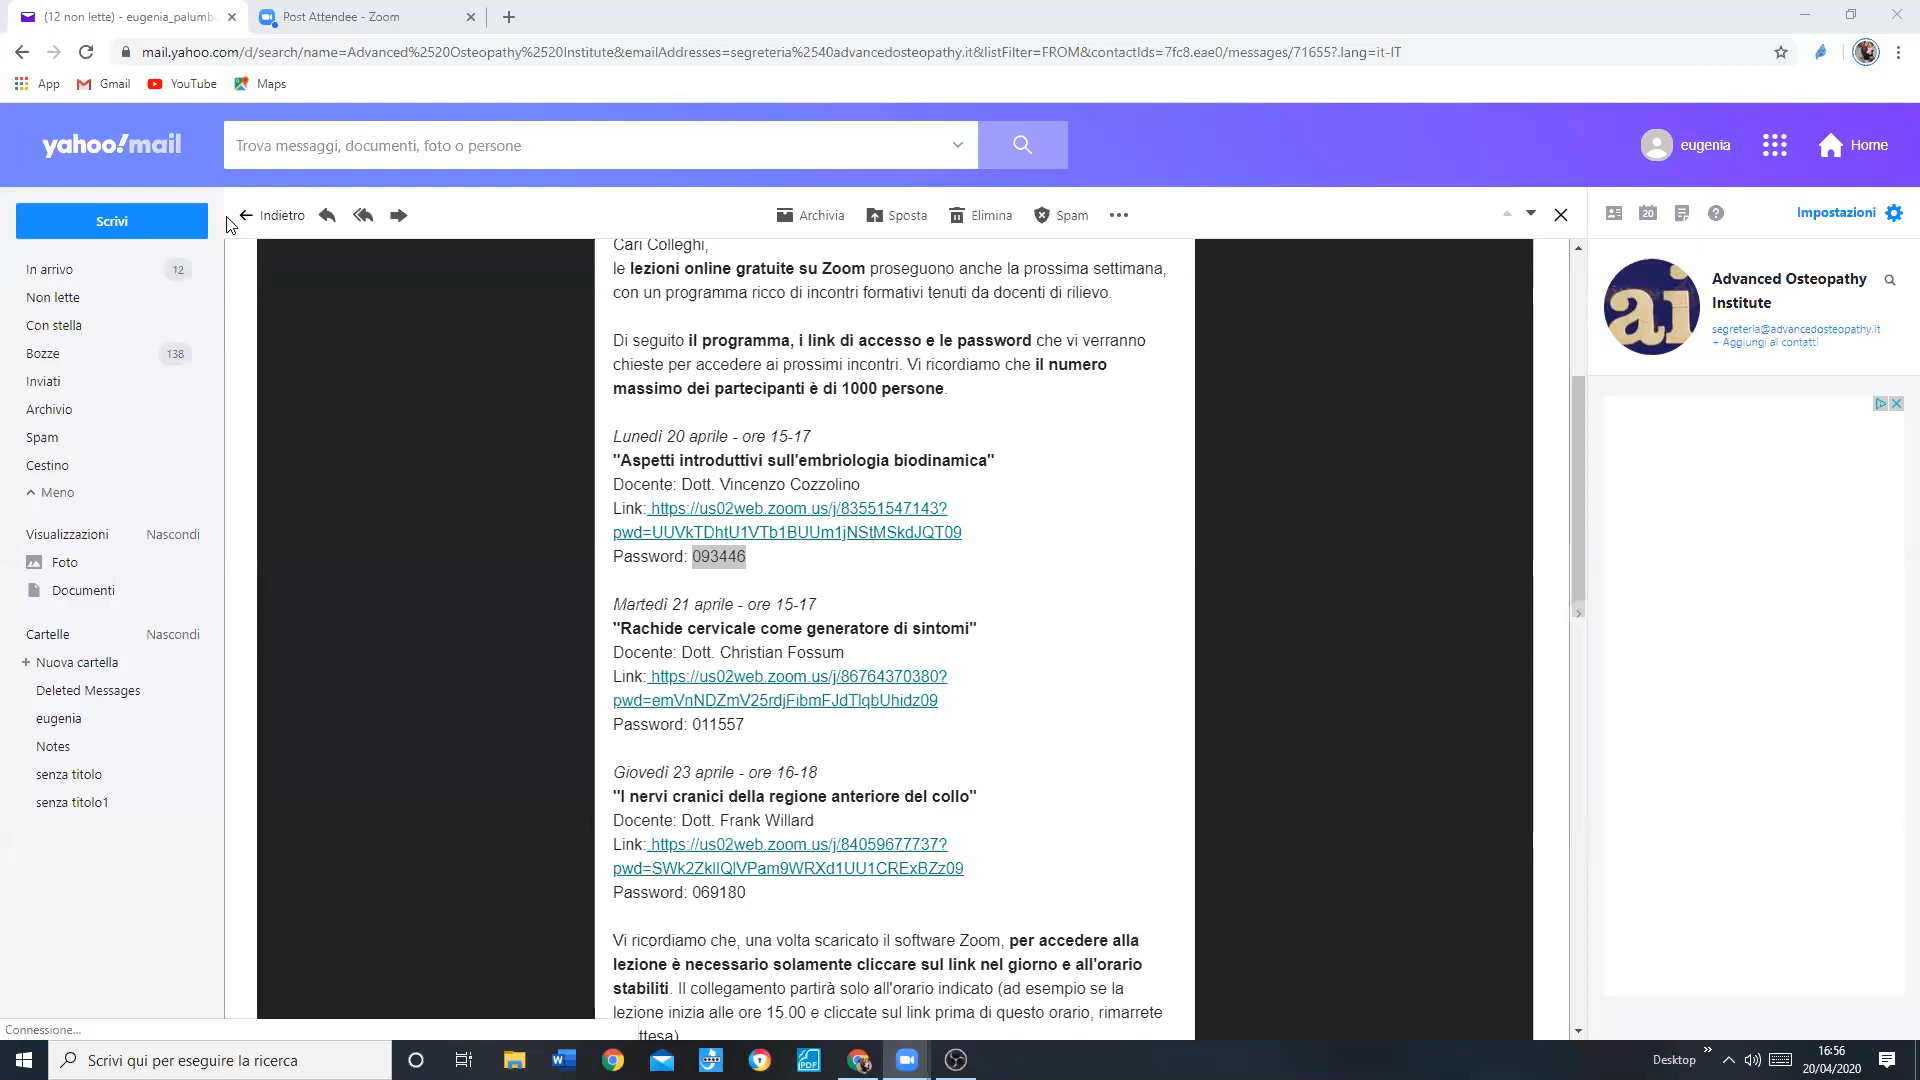 (12 non lette) - eugenia_palumb
Post Attendee - Zoom
mail.yahoo.com/d/search/name=Advanced%2520Osteopathy%2520Institute&emailAddresses=segreteria%2540advancedosteopathy.it&listFilter=FROM&contactIds=7fc8.eae0/messages/71655?.lang=it-IT
App
Gmail
YouTube
Maps
yahoo!mail
Trova messaggi, documenti, foto o persone
eugenia
Home
Scrivi
Indietro
Archivia
Sposta
Elimina
Spam
20
Impostazioni
In arrivo
12
Non lette
Con stella
Bozze
138
Inviati
Archivio
Spam
Cestino
Meno
Visualizzazioni
Nascondi
Foto
Documenti
Cartelle
Nascondi
+ Nuova cartella
Deleted Messages
eugenia
Notes
senza titolo
senza titolo1
Connessione...
Cari Colleghi,
le lezioni online gratuite su Zoom proseguono anche la prossima settimana,
con un programma ricco di incontri formativi tenuti da docenti di rilievo.
Di seguito il programma, i link di accesso e le password che vi verranno
chieste per accedere ai prossimi incontri. Vi ricordiamo che il numero
massimo dei partecipanti è di 1000 persone.
Lunedì 20 aprile - ore 15-17
"Aspetti introduttivi sull'embriologia biodinamica"
Docente: Dott. Vincenzo Cozzolino
Link: https://us02web.zoom.us/j/83551547143?
pwd=UUVkTDhtU1VTb1BUUm1jNStMSkdJQT09
Password: 093446
Martedì 21 aprile - ore 15-17
"Rachide cervicale come generatore di sintomi"
Docente: Dott. Christian Fossum
Link: https://us02web.zoom.us/j/86764370380?
pwd=emVnNDZmV25rdjFibmFJdTlqbUhidz09
Password: 011557
Giovedì 23 aprile - ore 16-18
"I nervi cranici della regione anteriore del collo"
Docente: Dott. Frank Willard
Link: https://us02web.zoom.us/j/84059677737?
pwd=SWk2ZkllQlVPam9WRXd1UU1CRExBZz09
Password: 069180
Vi ricordiamo che, una volta scaricato il software Zoom, per accedere alla
lezione è necessario solamente cliccare sul link nel giorno e all'orario
stabiliti. Il collegamento partirà solo all'orario indicato (ad esempio se la
lezione inizia alle ore 15.00 e cliccate sul link prima di questo orario, rimarrete
ttesa)
ai
Advanced Osteopathy
Institute
segreteria@advancedosteopathy.it
+ Aggiungi ai contatti
Scrivi qui per eseguire la ricerca
PDF
Desktop
16:56
20/04/2020